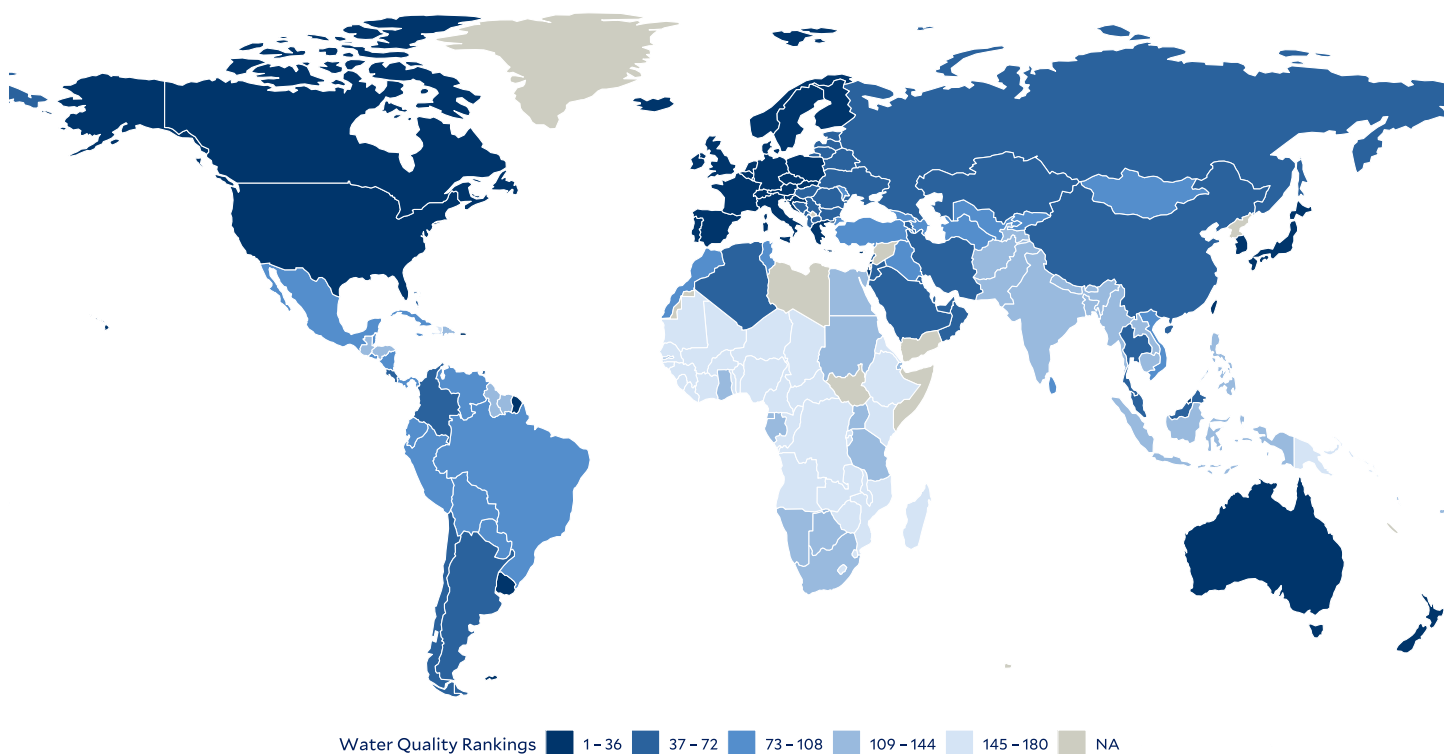 Water Quality Rankings 1 – 36 37 – 72 73 – 108 109 – 144 145 – 180 NA